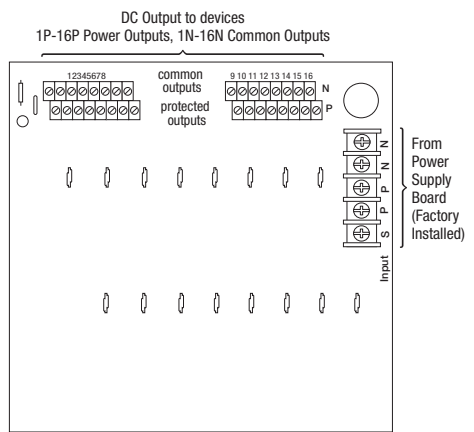 DC Output to devices
1P-16P Power Outputs, 1N-16N Common Outputs
12345678
common
outputs
9 10 11 12 13 14 15 16
N
protected
outputs
P
N
N
P
P
S
Input
From
Power
Supply
Board
(Factory
Installed)